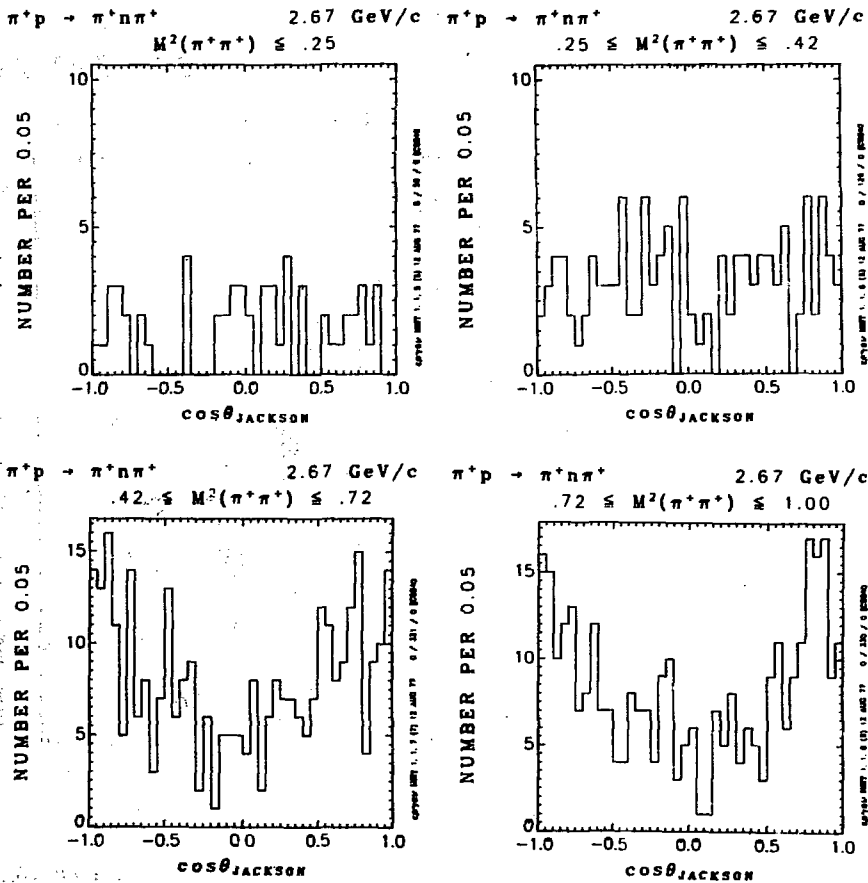 π⁺p → π⁺nπ⁺ 2.67 GeV/c
M²(π⁺π⁺) ≦ .25
10
5
0
NUMBER PER 0.05
-1.0 -0.5 0.0 0.5 1.0
cosθJACKSON
π⁺p → π⁺nπ⁺ 2.67 GeV/c
.25 ≦ M²(π⁺π⁺) ≦ .42
10
5
0
NUMBER PER 0.05
-1.0 -0.5 0.0 0.5 1.0
cosθJACKSON
π⁺p → π⁺nπ⁺ 2.67 GeV/c
.42 ≦ M²(π⁺π⁺) ≦ .72
15
10
5
0
NUMBER PER 0.05
-1.0 -0.5 0.0 0.5 1.0
cosθJACKSON
π⁺p → π⁺nπ⁺ 2.67 GeV/c
.72 ≦ M²(π⁺π⁺) ≦ 1.00
15
10
5
0
NUMBER PER 0.05
-1.0 -0.5 0.0 0.5 1.0
cosθJACKSON